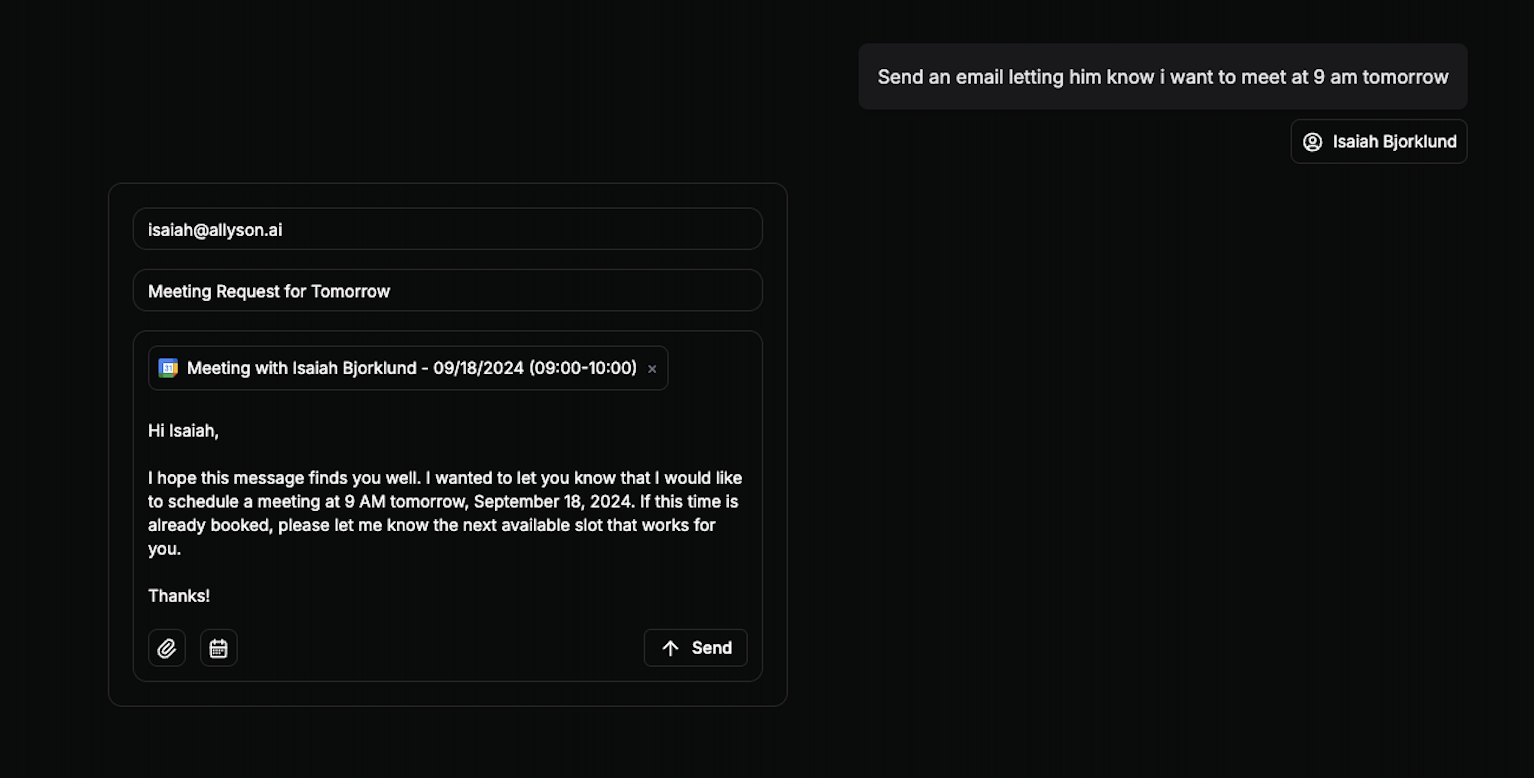 Send an email letting him know i want to meet at 9 am tomorrow
Isaiah Bjorklund
isaiah@allyson.ai
Meeting Request for Tomorrow
31 Meeting with Isaiah Bjorklund - 09/18/2024 (09:00-10:00) ×
Hi Isaiah,
I hope this message finds you well. I wanted to let you know that I would like
to schedule a meeting at 9 AM tomorrow, September 18, 2024. If this time is
already booked, please let me know the next available slot that works for
you.
Thanks!
Send